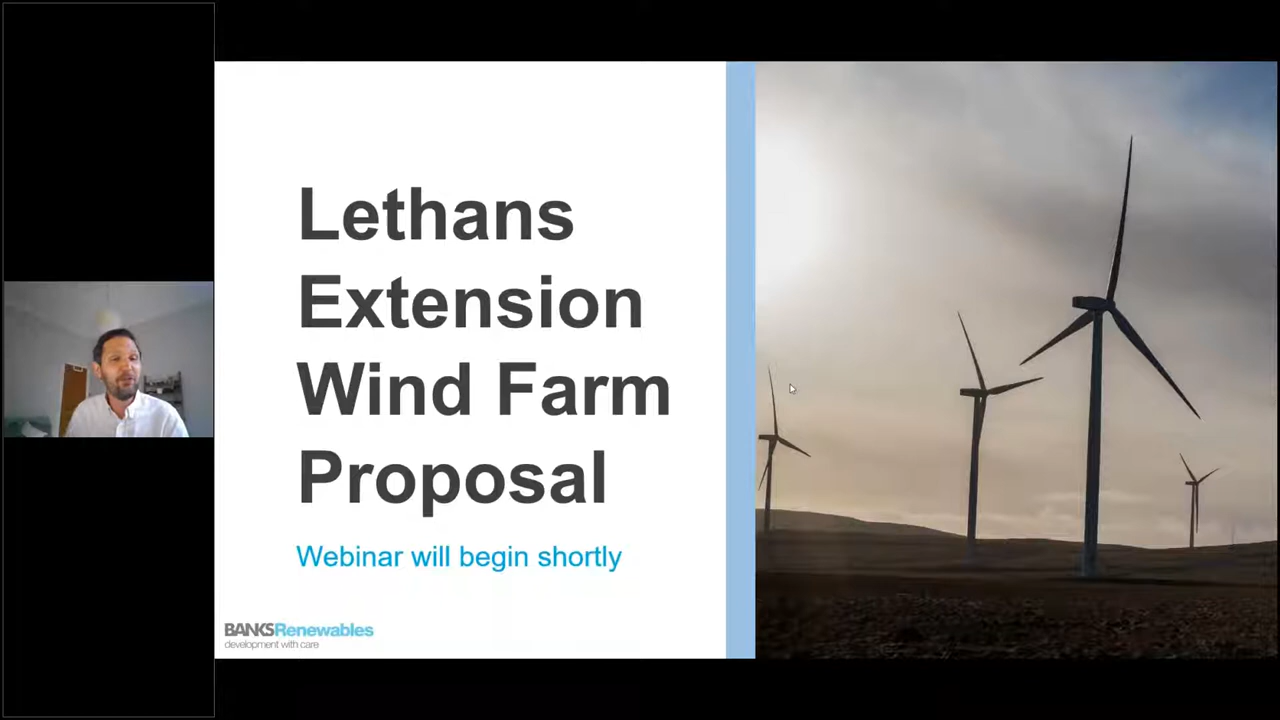 Lethans
Extension
Wind Farm
Proposal
Webinar will begin shortly
BANKSRenewables
development with care